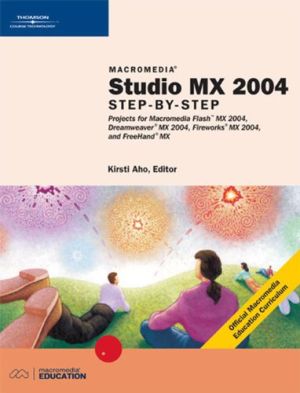 THOMSON
COURSE TECHNOLOGY
MACROMEDIA®
Studio MX 2004
STEP-BY-STEP
Projects for Macromedia Flash™ MX 2004,
Dreamweaver® MX 2004, Fireworks® MX 2004,
and FreeHand® MX
Kirsti Aho, Editor
Official Macromedia
Education Curriculum
macromedia®
EDUCATION